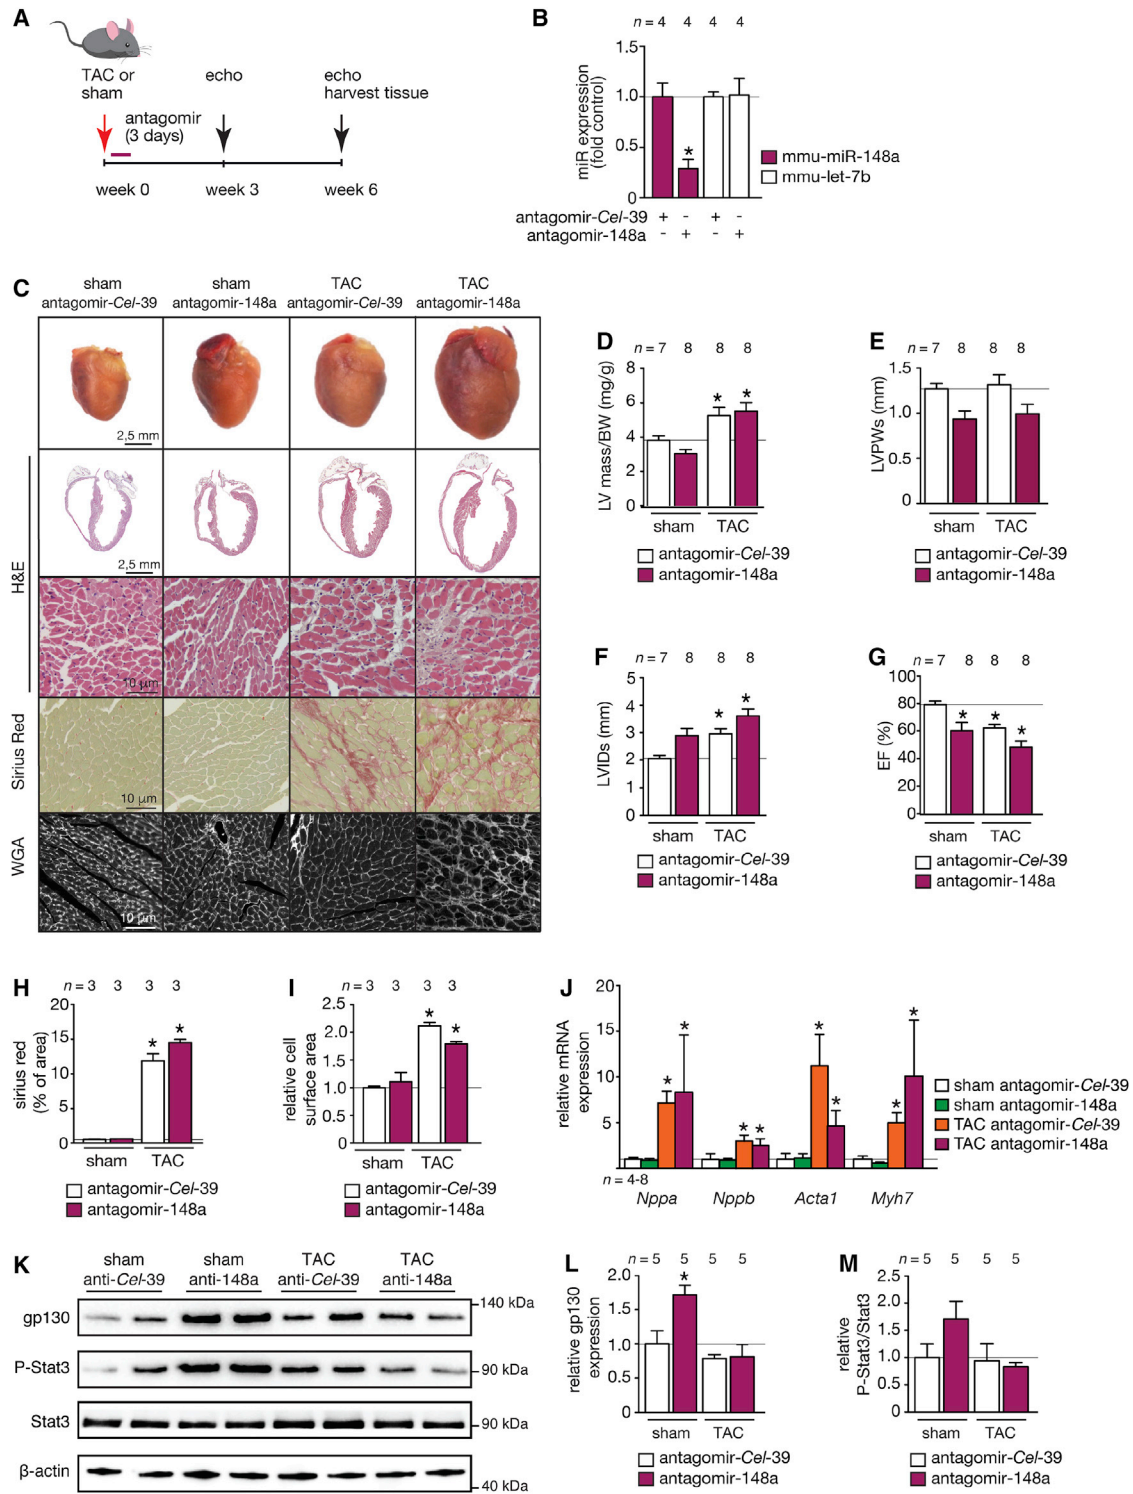 A
TAC or
sham
echo
echo
harvest tissue
antagomir
(3 days)
week 0
week 3
week 6
B
n = 4 4 4 4
miR expression
(fold control)
1.5
1.0
0.5
0
mmu-miR-148a
mmu-let-7b
antagomir-Cel-39 + - + -
antagomir-148a - + - +
*
C
sham
antagomir-Cel-39
sham
antagomir-148a
TAC
antagomir-Cel-39
TAC
antagomir-148a
2,5 mm
H&E
2,5 mm
10 µm
Sirius Red
10 µm
WGA
10 µm
D
n = 7 8 8 8
LV mass/BW (mg/g)
8
6
4
2
0
* *
sham TAC
antagomir-Cel-39
antagomir-148a
E
n = 7 8 8 8
LVPWs (mm)
1.5
1.0
0.5
0
sham TAC
antagomir-Cel-39
antagomir-148a
F
n = 7 8 8 8
LVIDs (mm)
5
4
3
2
1
0
* *
sham TAC
antagomir-Cel-39
antagomir-148a
G
n = 7 8 8 8
EF (%)
100
80
60
40
20
0
* * *
sham TAC
antagomir-Cel-39
antagomir-148a
H
n = 3 3 3 3
sirius red
(% of area)
20
15
10
5
0
* *
sham TAC
antagomir-Cel-39
antagomir-148a
I
n = 3 3 3 3
relative cell
surface area
2.5
2.0
1.5
1.0
0.5
0
* *
sham TAC
antagomir-Cel-39
antagomir-148a
J
relative mRNA
expression
20
15
10
5
* * * * * * * *
n = 4-8
Nppa Nppb Acta1 Myh7
sham antagomir-Cel-39
sham antagomir-148a
TAC antagomir-Cel-39
TAC antagomir-148a
K
sham
anti-Cel-39
sham
anti-148a
TAC
anti-Cel-39
TAC
anti-148a
gp130
140 kDa
P-Stat3
90 kDa
Stat3
90 kDa
β-actin
40 kDa
L
n = 5 5 5 5
relative gp130
expression
2.0
1.5
1.0
0.5
0
*
sham TAC
antagomir-Cel-39
antagomir-148a
M
n = 5 5 5 5
relative
P-Stat3/Stat3
2.5
2.0
1.5
1.0
0.5
0
sham TAC
antagomir-Cel-39
antagomir-148a